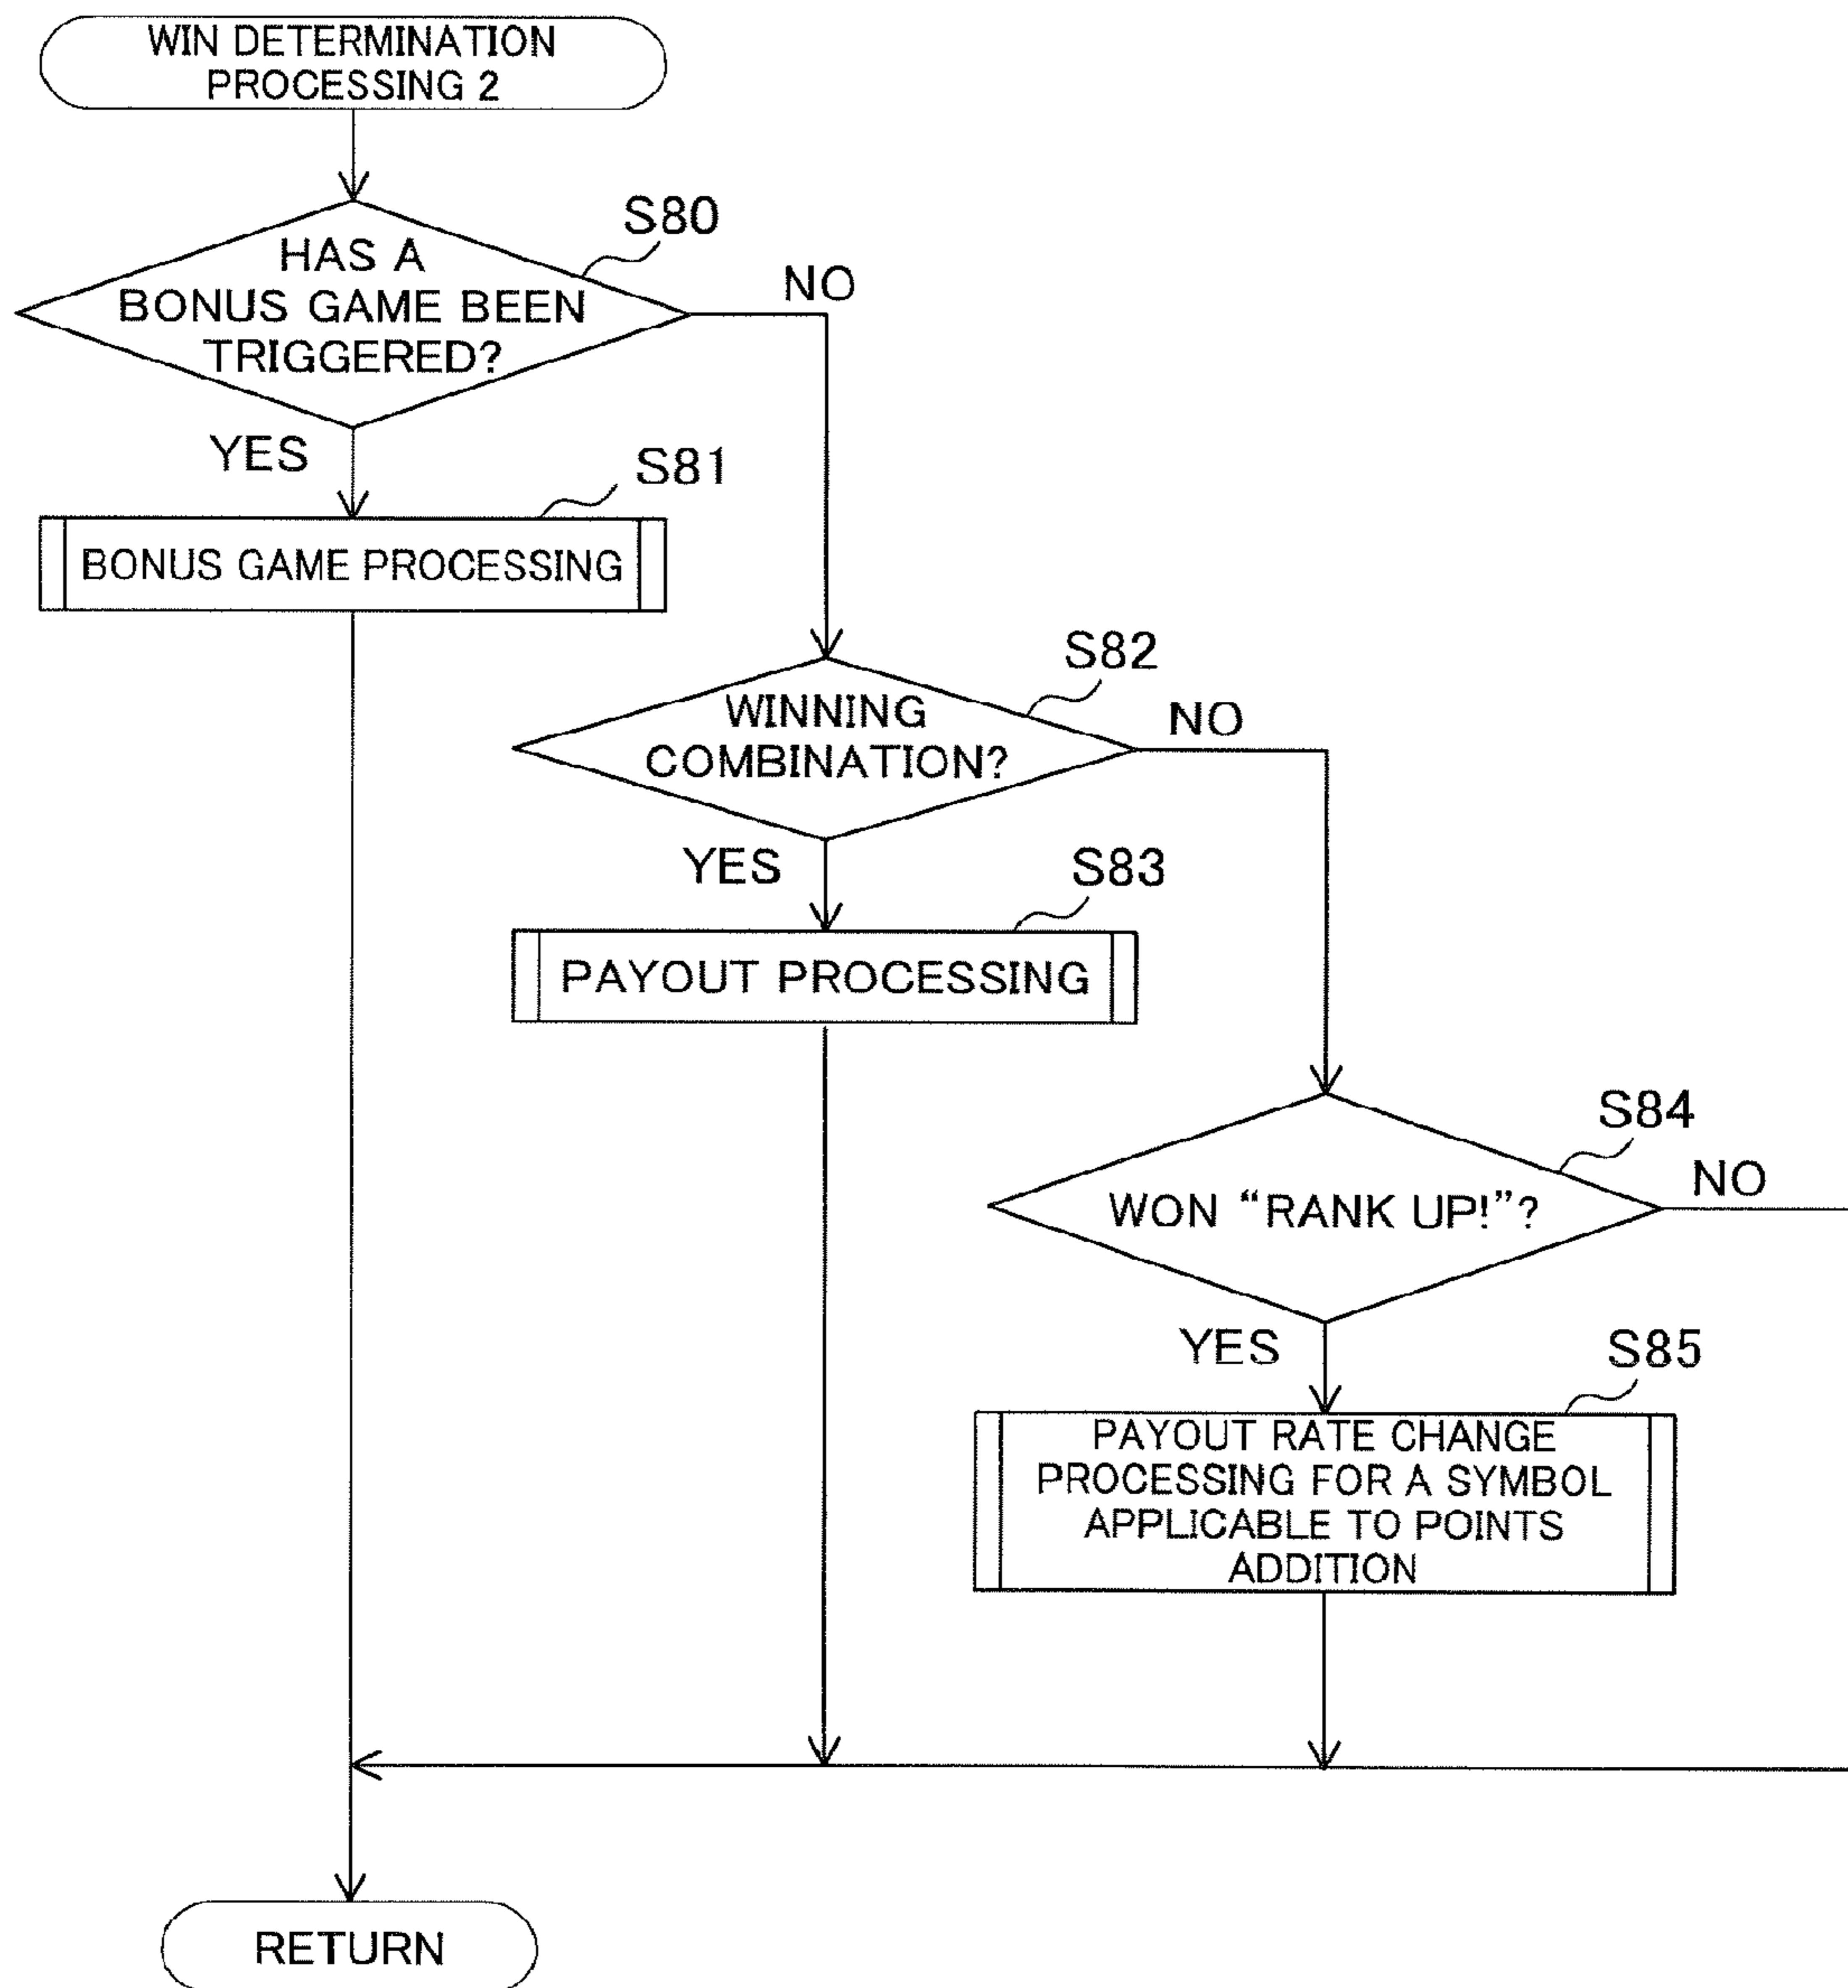 WIN DETERMINATION
PROCESSING 2
S80
HAS A
BONUS GAME BEEN
TRIGGERED?
NO
YES
S81
BONUS GAME PROCESSING
S82
WINNING
COMBINATION?
NO
YES
S83
PAYOUT PROCESSING
S84
WON “RANK UP!”?
NO
YES
S85
PAYOUT RATE CHANGE
PROCESSING FOR A SYMBOL
APPLICABLE TO POINTS
ADDITION
RETURN